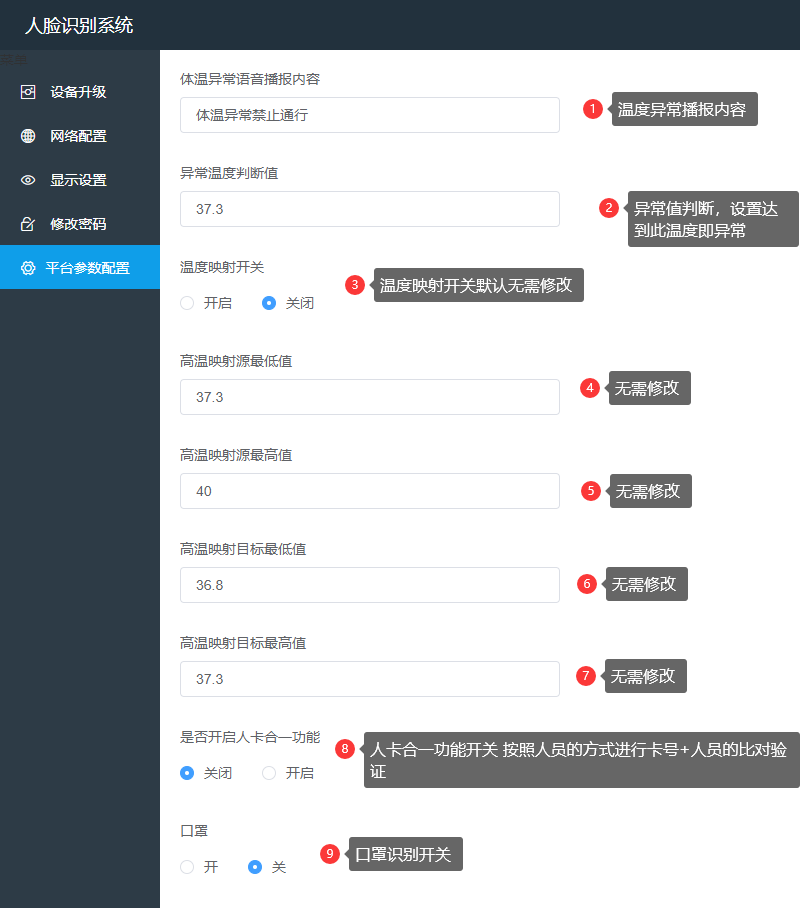 人脸识别系统
设备升级
网络配置
显示设置
修改密码
平台参数配置
体温异常语音播报内容
体温异常禁止通行
1
温度异常播报内容
异常温度判断值
37.3
2
异常值判断，设置达
到此温度即异常
温度映射开关
开启 关闭
3
温度映射开关默认无需修改
高温映射源最低值
37.3
4
无需修改
高温映射源最高值
40
5
无需修改
高温映射目标最低值
36.8
6
无需修改
高温映射目标最高值
37.3
7
无需修改
是否开启人卡合一功能
关闭 开启
8
人卡合一功能开关 按照人员的方式进行卡号+人员的比对验
证
口罩
开 关
9
口罩识别开关